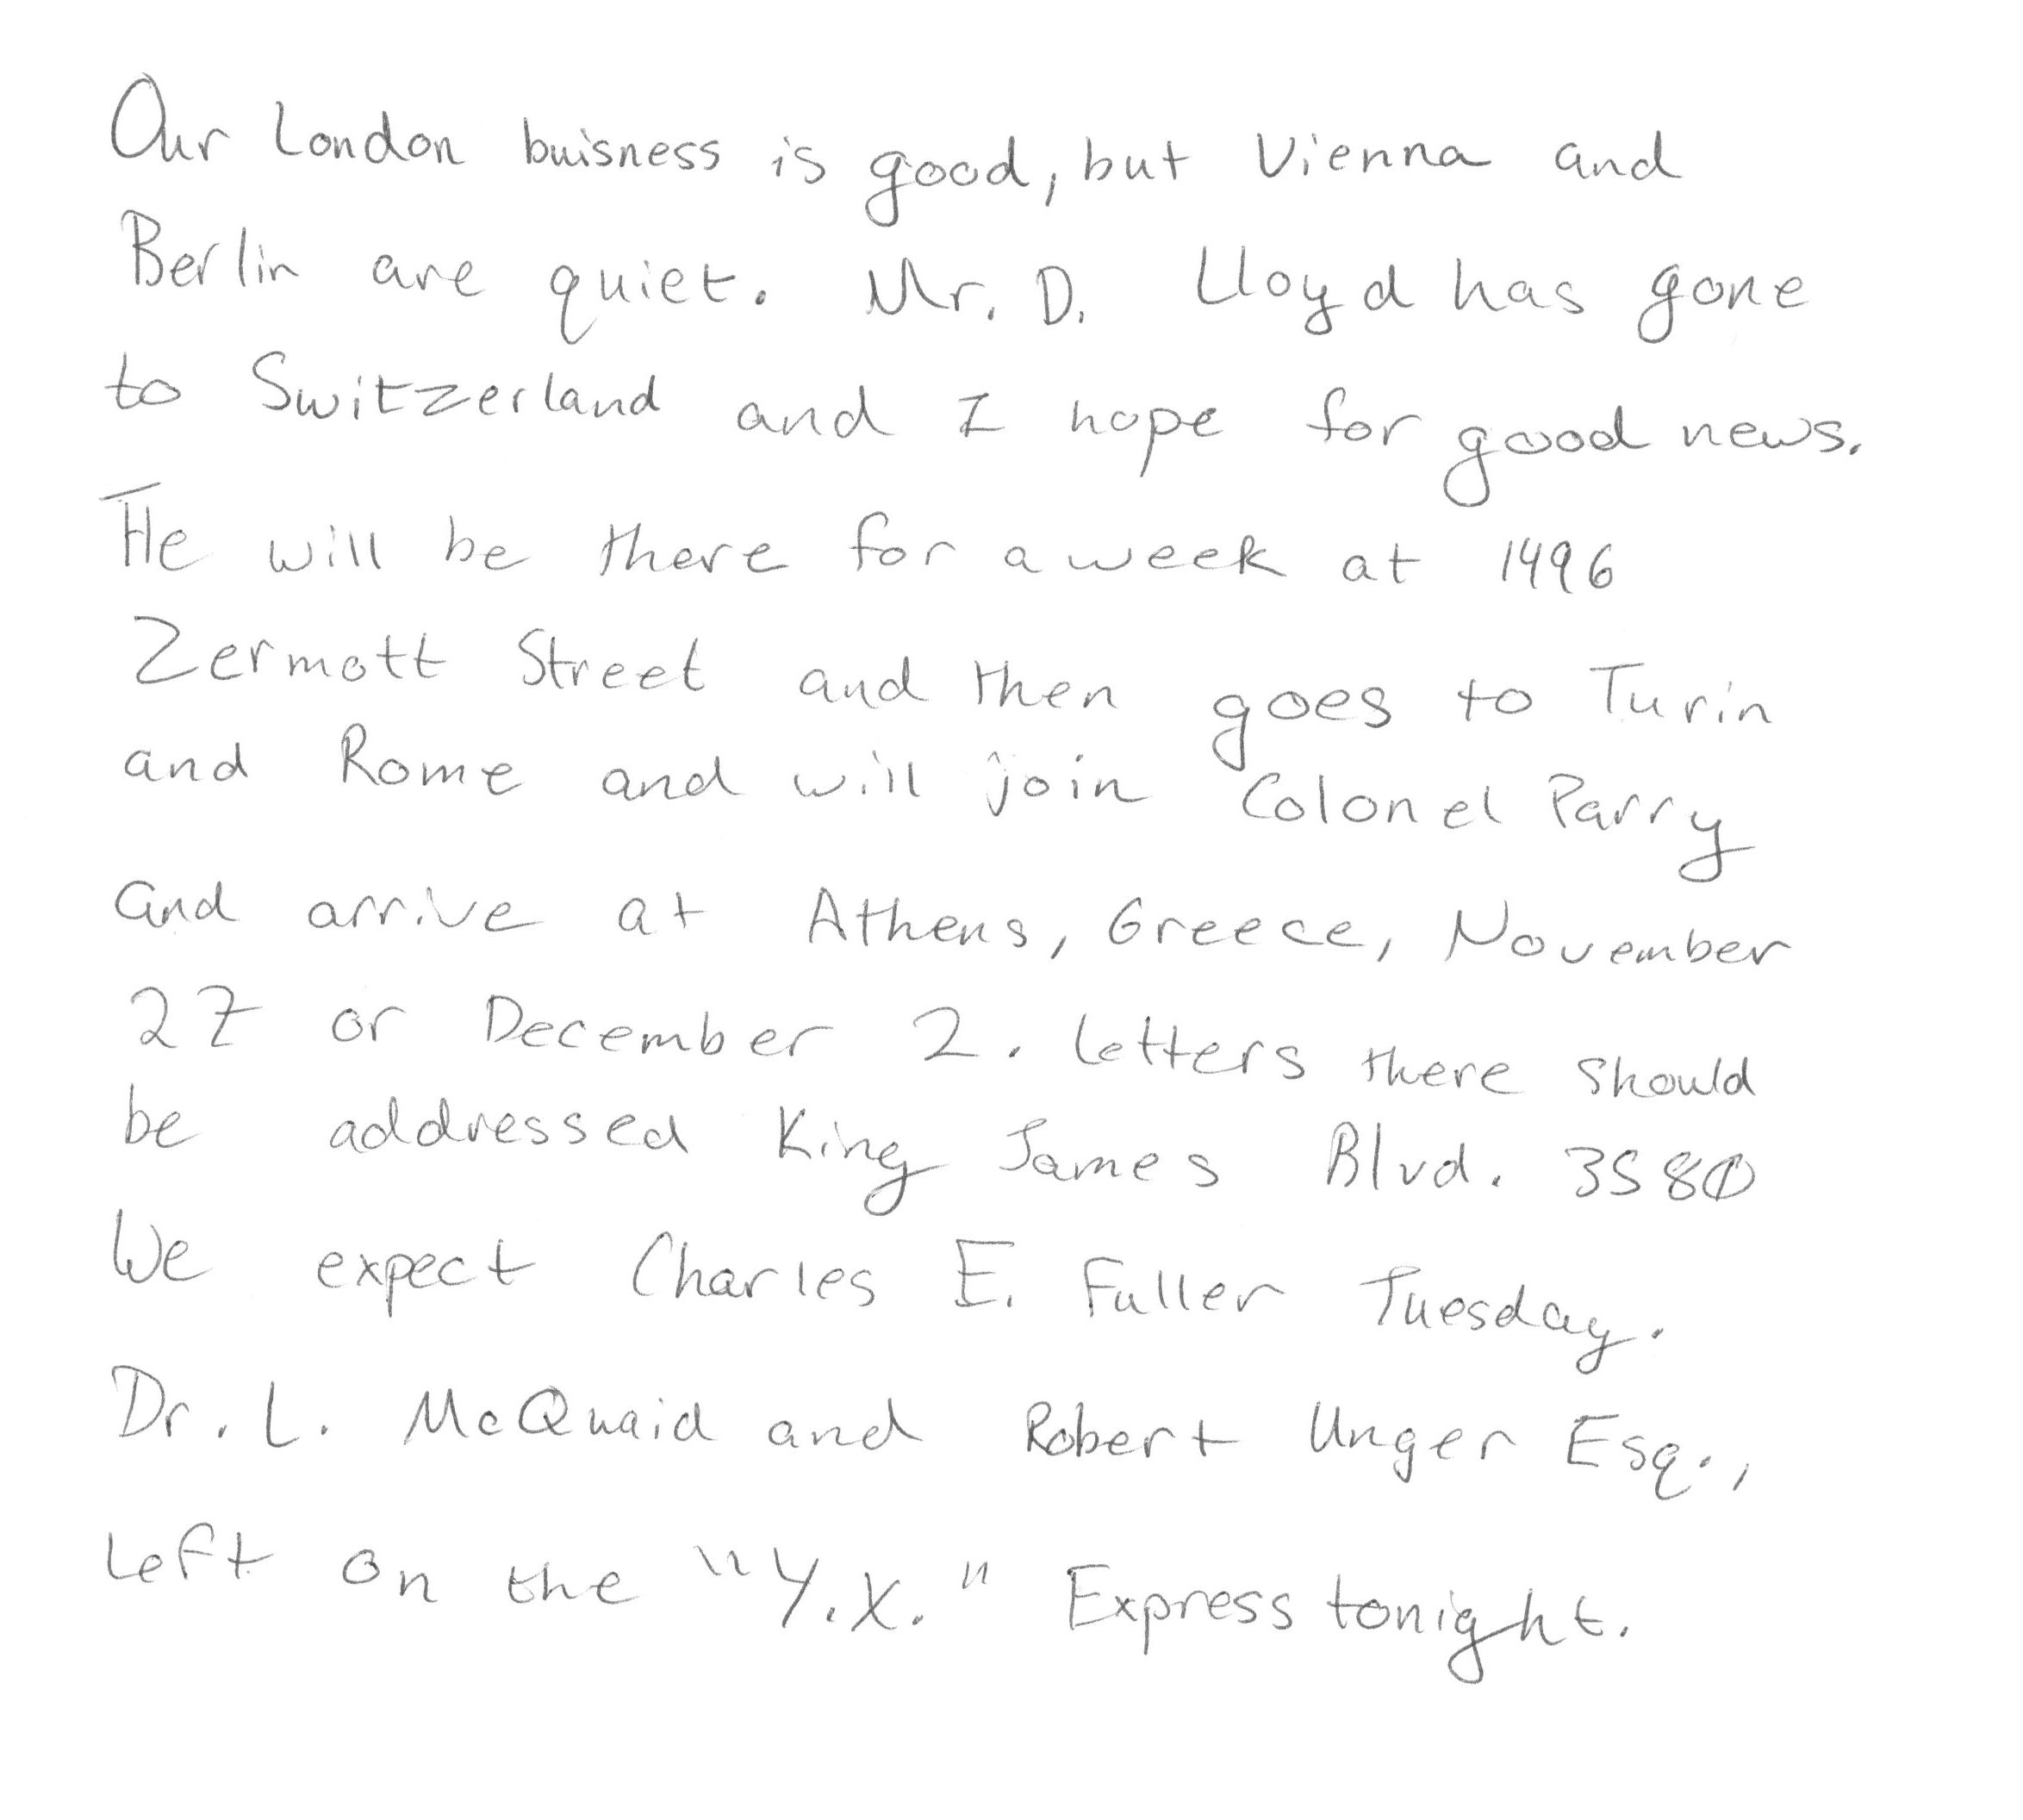 Our London buisness is good, but Vienna and
Berlin are quiet. Mr. D. Lloyd has gone
to Switzerland and I hope for good news.
He will be there for a week at 1496
Zermott Street and then goes to Turin
and Rome and will join Colonel Parry
and arrive at Athens, Greece, November
27 or December 2. Letters there should
be addressed King James Blvd. 3580
We expect Charles E. Fuller Tuesday.
Dr. L. McQuaid and Robert Unger Esq.,
left on the "Y.X." Express tonight.